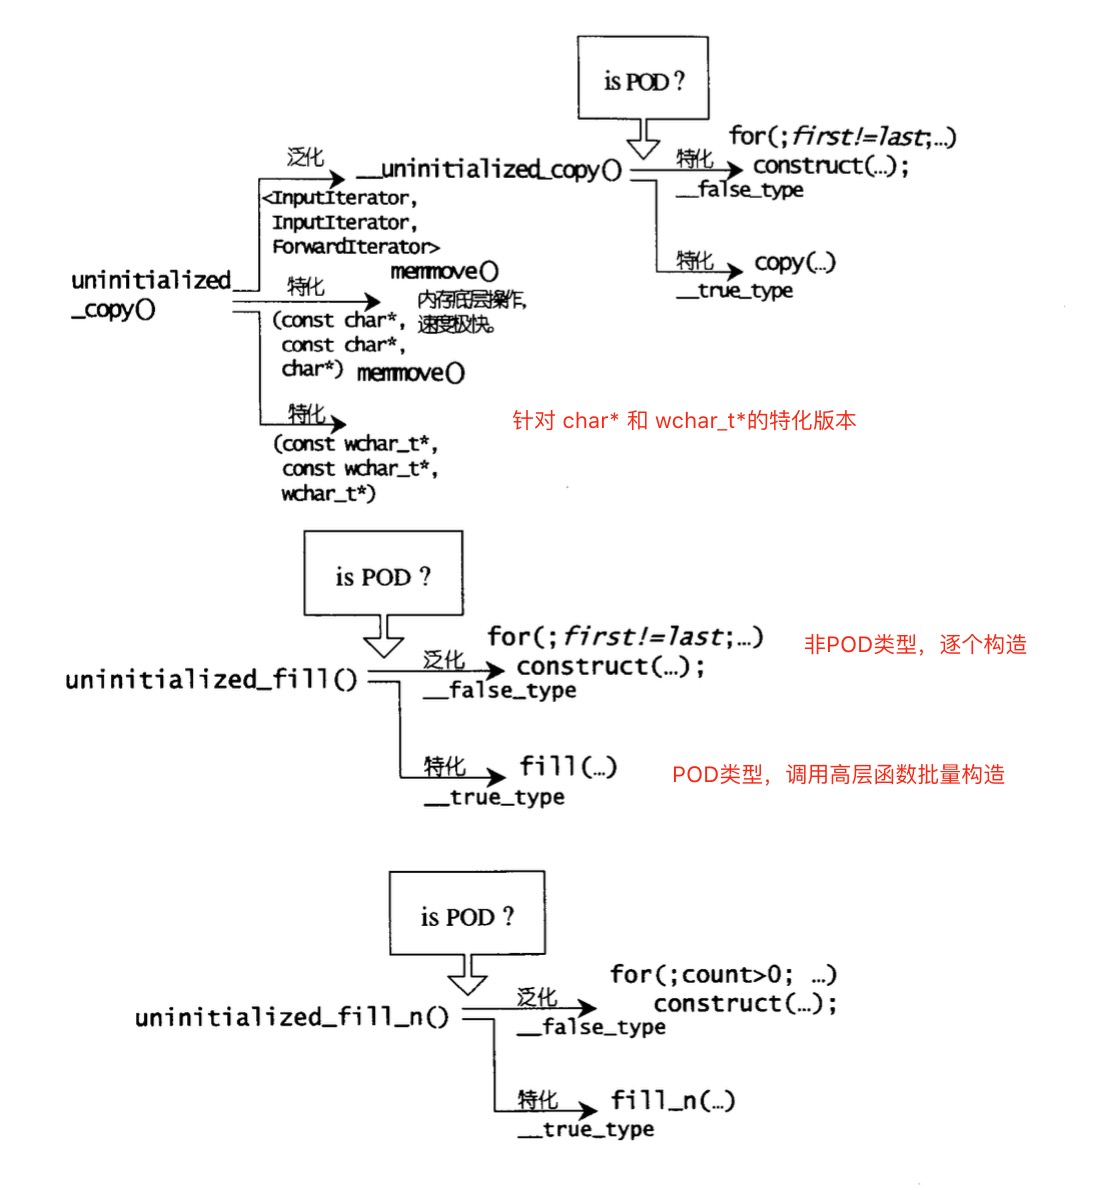 is POD ?
for(;first!=last;…)
construct(…);
泛化
__uninitialized_copy()
特化
__false_type
<InputIterator,
InputIterator,
ForwardIterator>
特化
copy(…)
__true_type
uninitialized
_copy()
特化
memmove()
内存底层操作,
速度极快。
(const char*,
const char*,
char*)
memmove()
特化
(const wchar_t*,
const wchar_t*,
wchar_t*)
针对 char* 和 wchar_t*的特化版本
is POD ?
for(;first!=last;…)
construct(…);
非POD类型，逐个构造
uninitialized_fill()
泛化
__false_type
特化
fill(…)
__true_type
POD类型，调用高层函数批量构造
is POD ?
for(;count>0; …)
construct(…);
uninitialized_fill_n()
泛化
__false_type
特化
fill_n(…)
__true_type